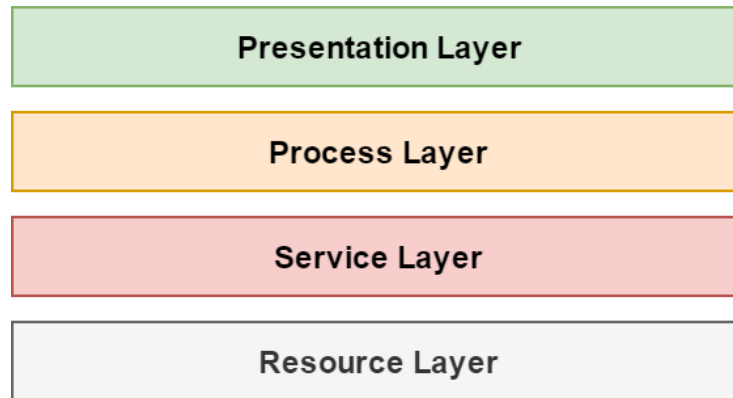 Presentation Layer
Process Layer
Service Layer
Resource Layer